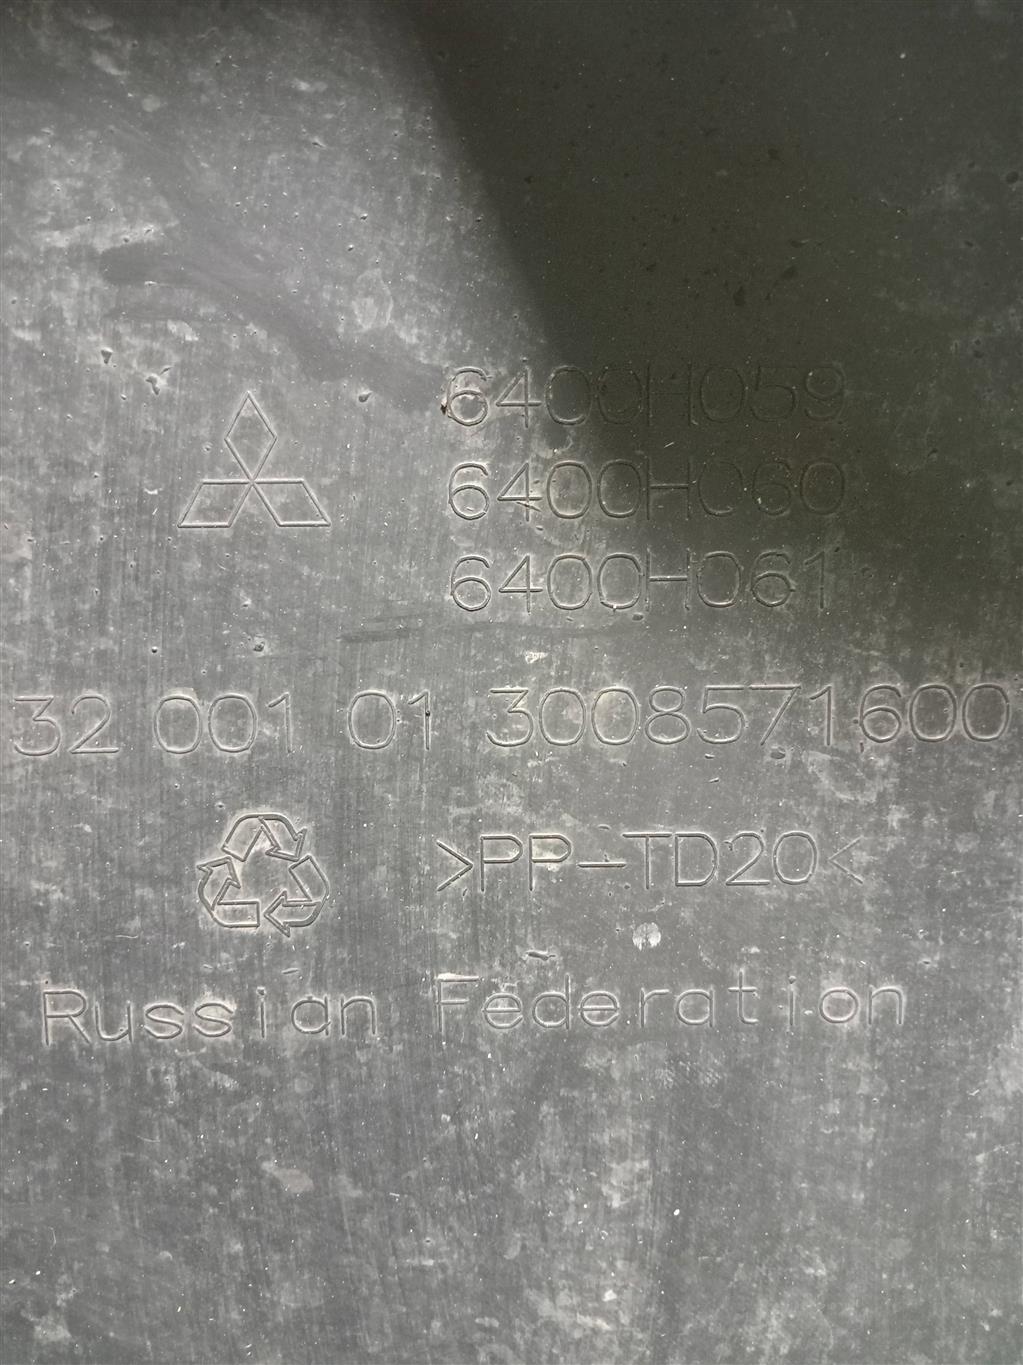 6400H059
6400H060
6400H061
32 001 01 3008571600
>PP-TD20<
Russian Federation